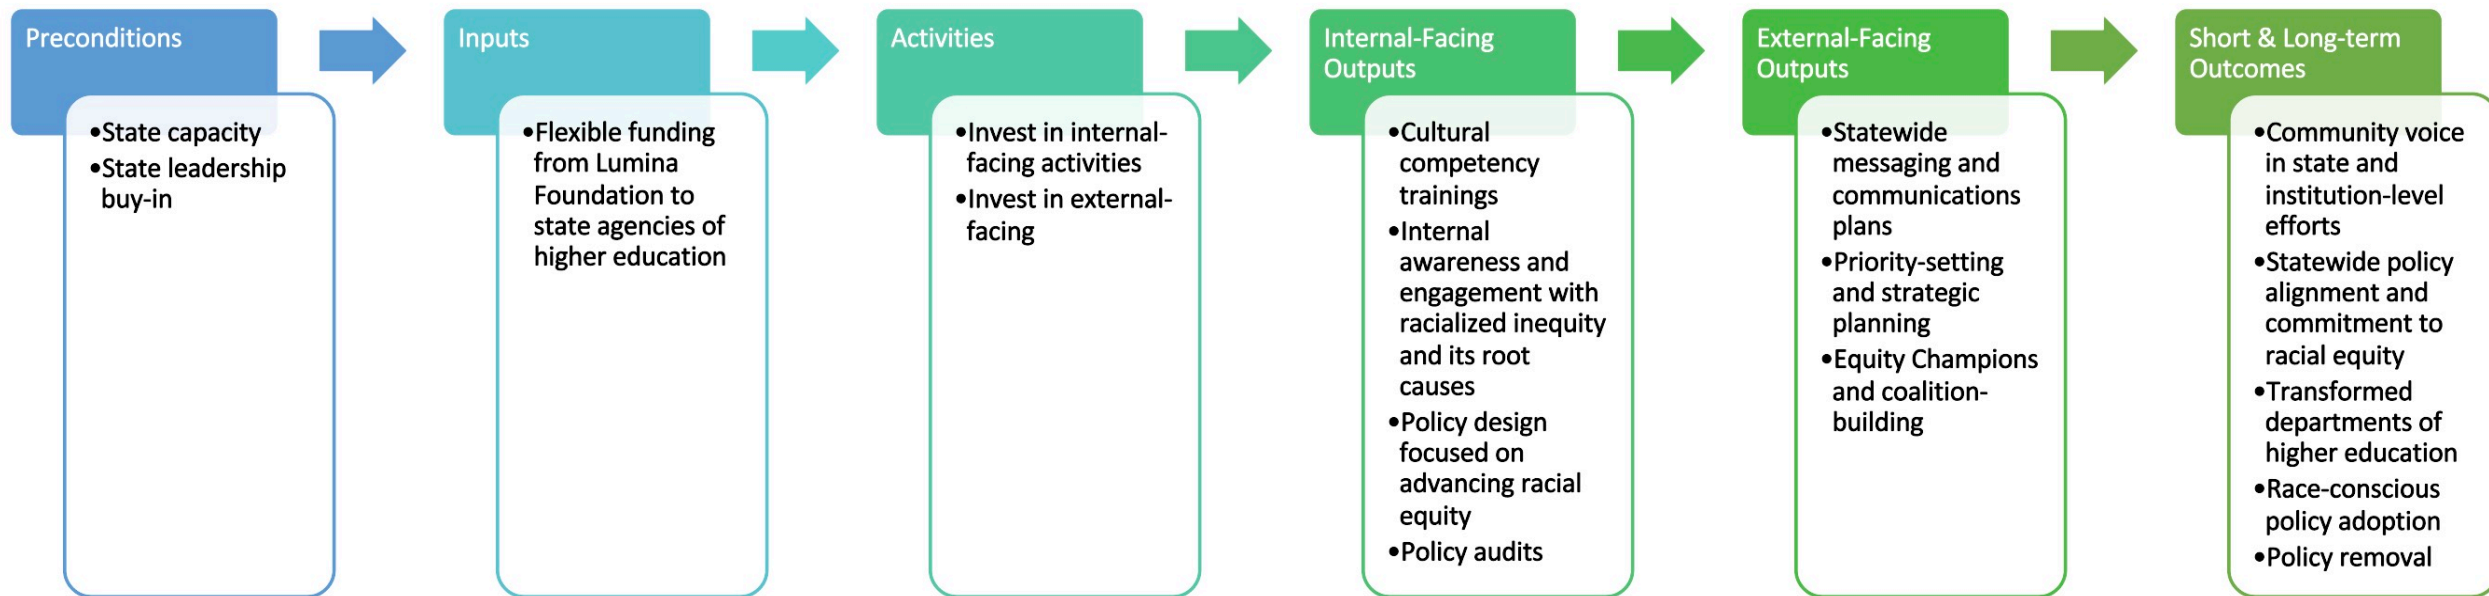 Preconditions
•State capacity
•State leadership
buy-in
Inputs
•Flexible funding
from Lumina
Foundation to
state agencies of
higher education
Activities
•Invest in internal-
facing activities
•Invest in external-
facing
Internal-Facing
Outputs
•Cultural
competency
trainings
•Internal
awareness and
engagement with
racialized inequity
and its root
causes
•Policy design
focused on
advancing racial
equity
•Policy audits
External-Facing
Outputs
•Statewide
messaging and
communications
plans
•Priority-setting
and strategic
planning
•Equity Champions
and coalition-
building
Short & Long-term
Outcomes
•Community voice
in state and
institution-level
efforts
•Statewide policy
alignment and
commitment to
racial equity
•Transformed
departments of
higher education
•Race-conscious
policy adoption
•Policy removal